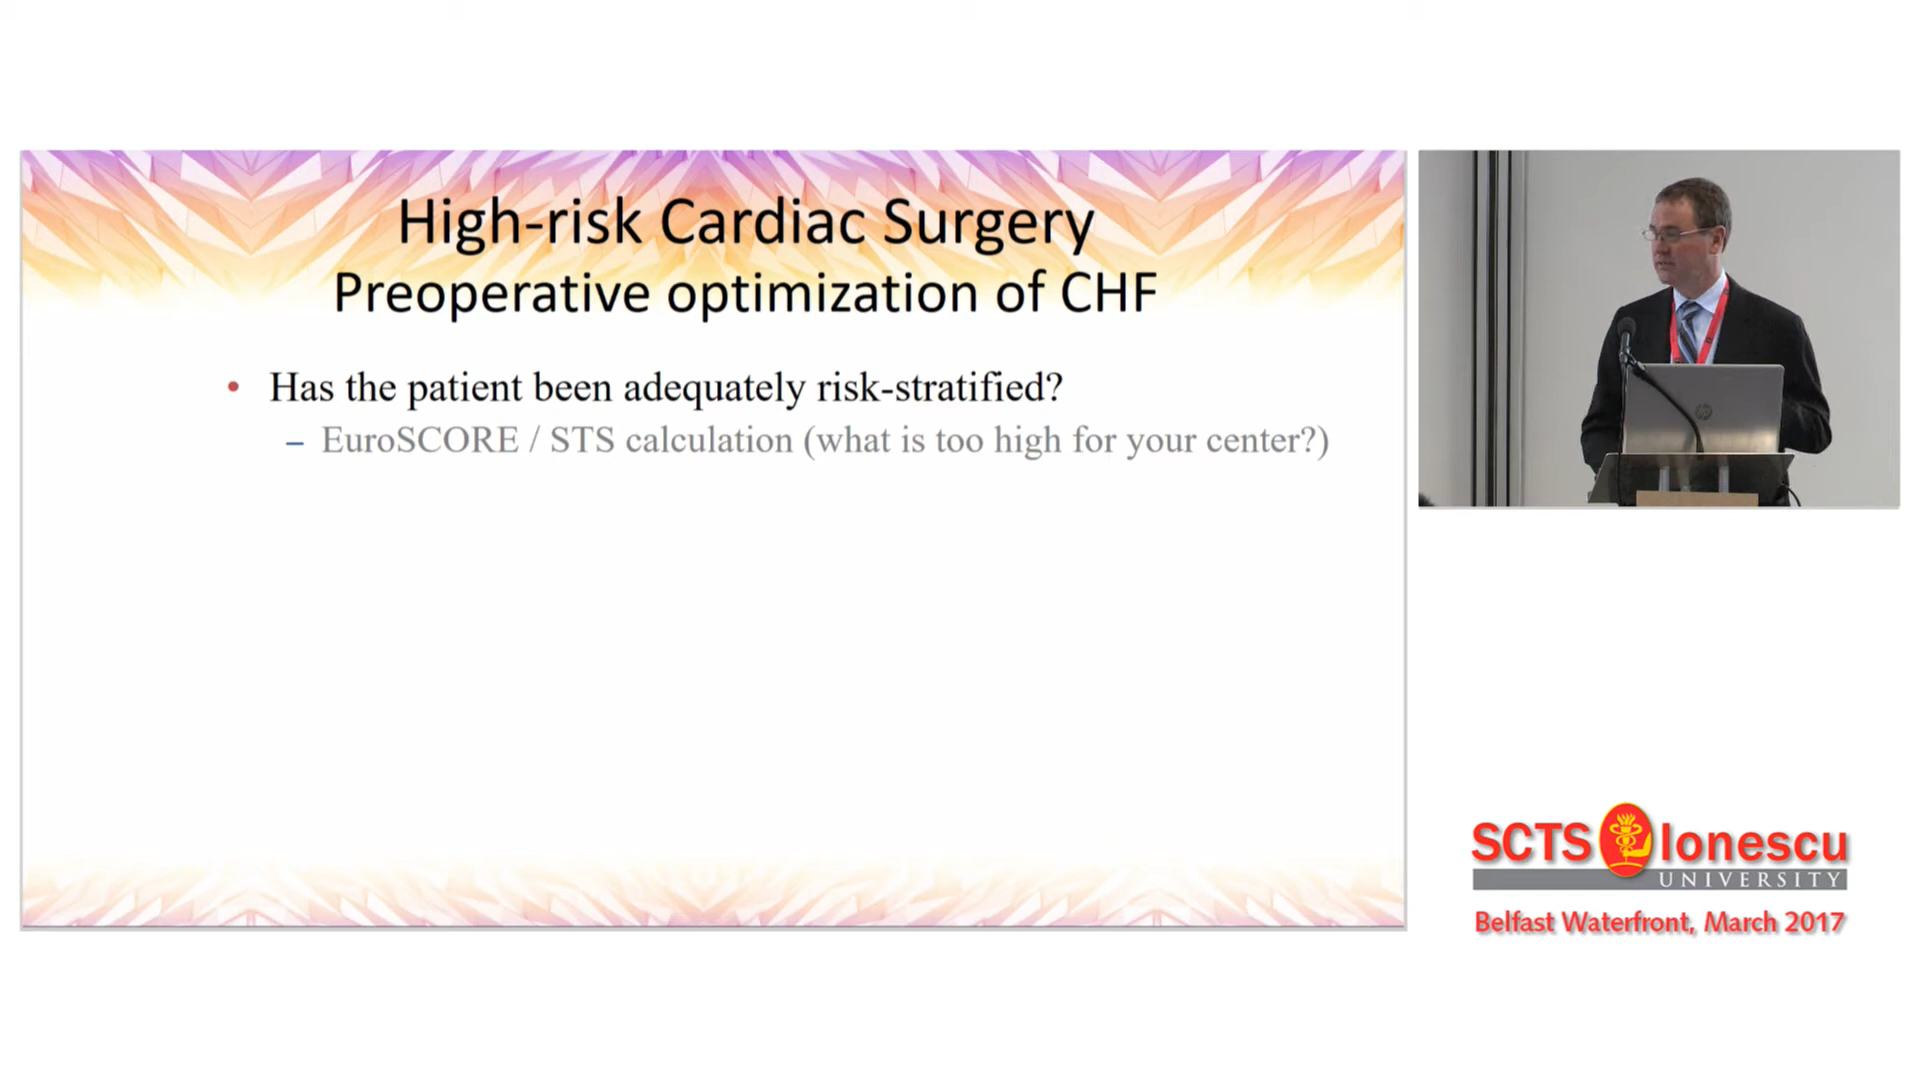 High-risk Cardiac Surgery
Preoperative optimization of CHF
• Has the patient been adequately risk-stratified?
– EuroSCORE / STS calculation (what is too high for your center?)
hp
SCTS Ionescu
UNIVERSITY
Belfast Waterfront, March 2017